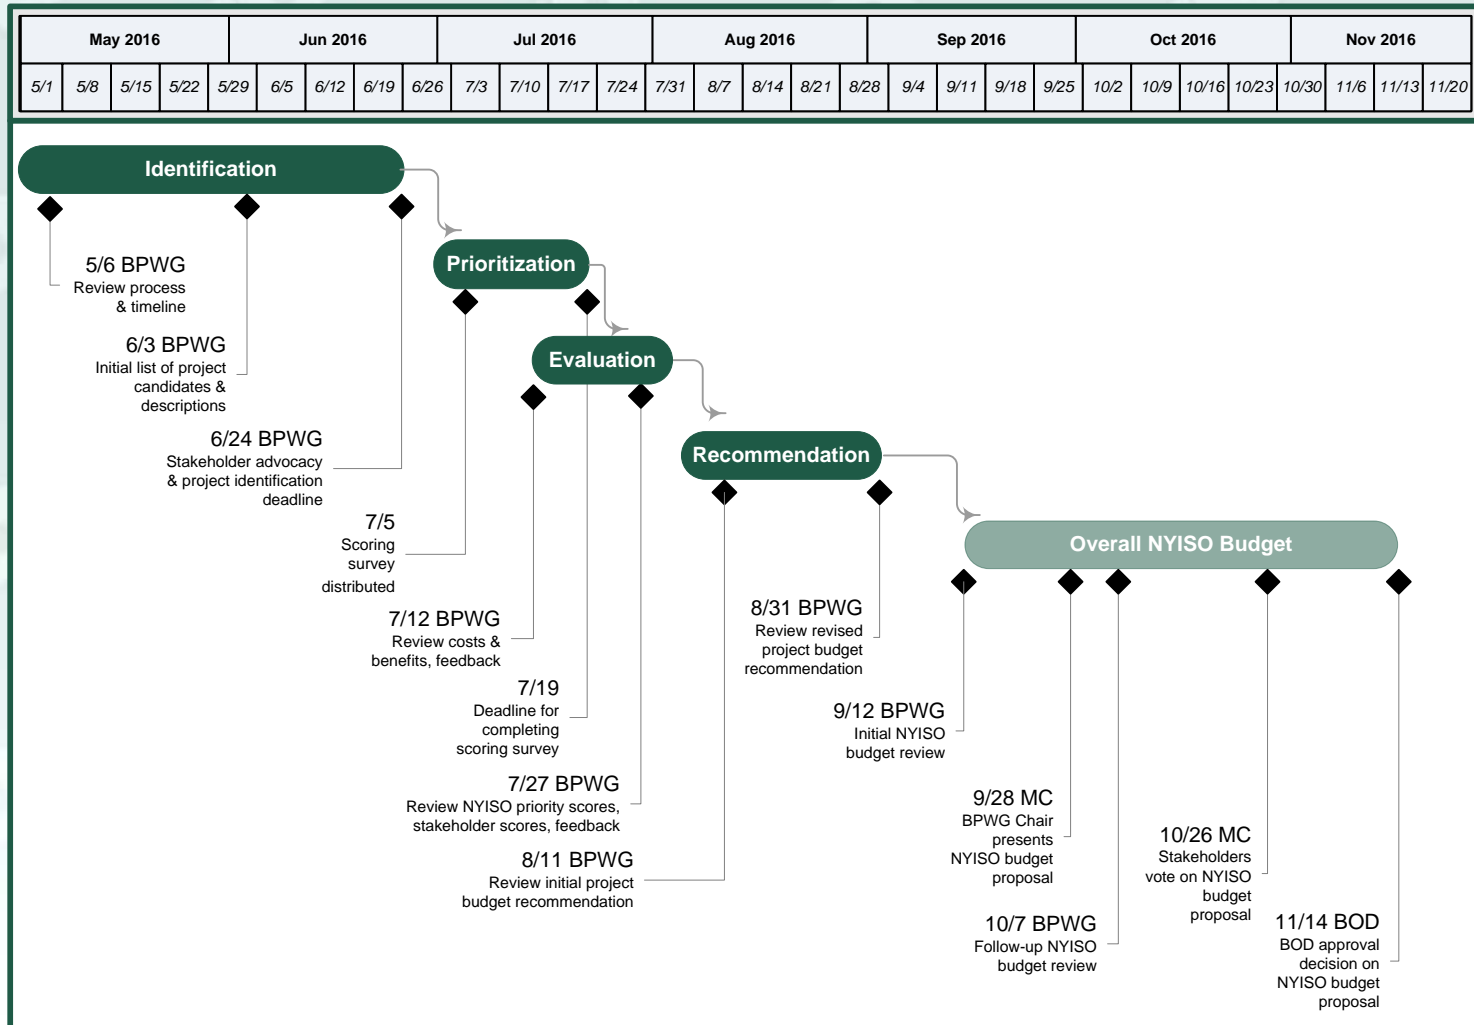 May 2016
Jun 2016
Jul 2016
Aug 2016
Sep 2016
Oct 2016
Nov 2016
5/1 5/8 5/15 5/22 5/29 6/5 6/12 6/19 6/26 7/3 7/10 7/17 7/24 7/31 8/7 8/14 8/21 8/28 9/4 9/11 9/18 9/25 10/2 10/9 10/16 10/23 10/30 11/6 11/13 11/20
Identification
5/6 BPWG
Review process
& timeline
6/3 BPWG
Initial list of project
candidates &
descriptions
6/24 BPWG
Stakeholder advocacy
& project identification
deadline
Prioritization
7/5
Scoring
survey
distributed
Evaluation
7/12 BPWG
Review costs &
benefits, feedback
7/19
Deadline for
completing
scoring survey
7/27 BPWG
Review NYISO priority scores,
stakeholder scores, feedback
Recommendation
8/11 BPWG
Review initial project
budget recommendation
8/31 BPWG
Review revised
project budget
recommendation
Overall NYISO Budget
9/12 BPWG
Initial NYISO
budget review
9/28 MC
BPWG Chair
presents
NYISO budget
proposal
10/7 BPWG
Follow-up NYISO
budget review
10/26 MC
Stakeholders
vote on NYISO
budget
proposal
11/14 BOD
BOD approval
decision on
NYISO budget
proposal